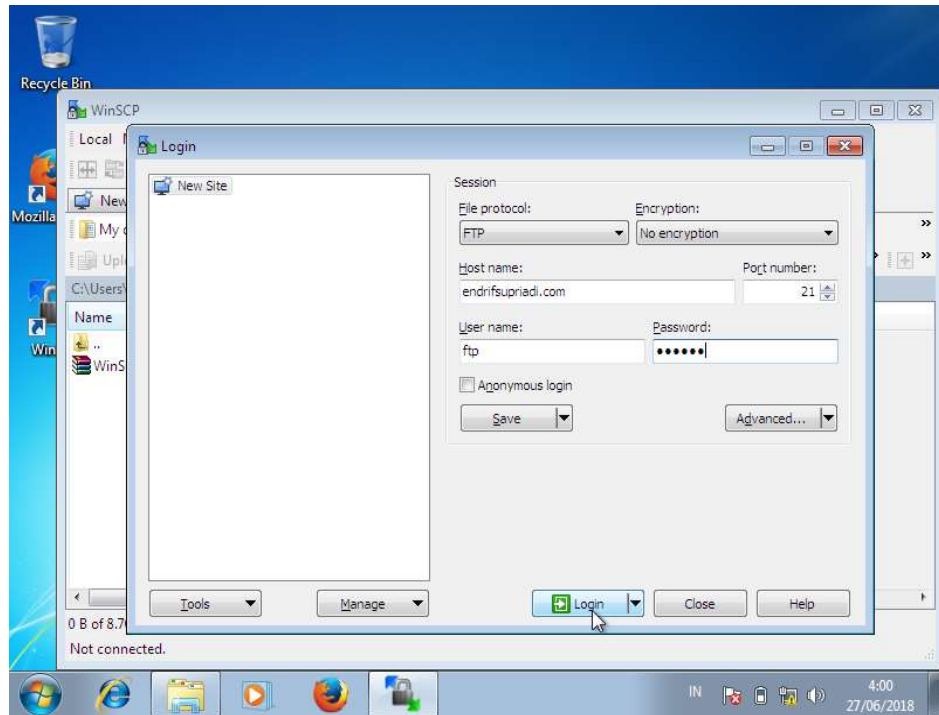 Recycle Bin
WinSCP
Local
Login
New Site
Session
File protocol:
Encryption:
FTP
No encryption
Host name:
Port number:
endrifsupriadi.com
21
User name:
Password:
ftp
••••••
Anonymous login
Save
Advanced...
Tools
Manage
Login
Close
Help
Mozilla
New
My
Uplo
C:\Users\
Name
..
WinS
Win
0 B of 8.7
Not connected.
IN
4:00
27/06/2018